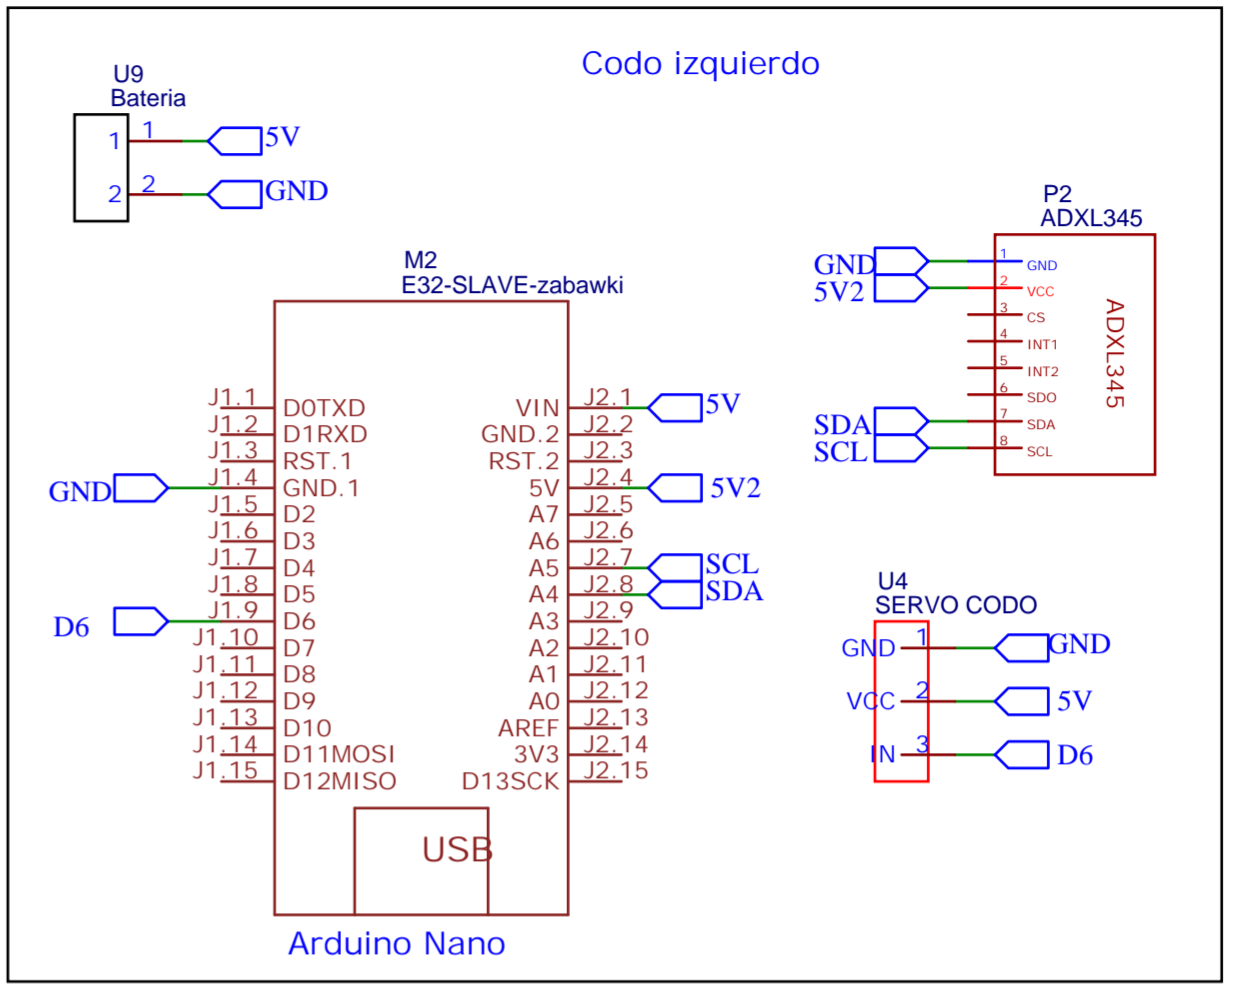 Codo izquierdo
U9
Bateria
1 1 5V
2 2 GND
P2
ADXL345
GND 1 GND
5V2 2 VCC
3 CS
4 INT1
5 INT2
6 SDO
SDA 7 SDA
SCL 8 SCL
ADXL345
M2
E32-SLAVE-zabawki
J1.1 D0TXD VIN J2.1 5V
J1.2 D1RXD GND.2 J2.2
J1.3 RST.1 RST.2 J2.3
GND J1.4 GND.1 5V J2.4 5V2
J1.5 D2 A7 J2.5
J1.6 D3 A6 J2.6
J1.7 D4 A5 J2.7 SCL
J1.8 D5 A4 J2.8 SDA
D6 J1.9 D6 A3 J2.9
J1.10 D7 A2 J2.10
J1.11 D8 A1 J2.11
J1.12 D9 A0 J2.12
J1.13 D10 AREF J2.13
J1.14 D11MOSI 3V3 J2.14
J1.15 D12MISO D13SCK J2.15
USB
Arduino Nano
U4
SERVO CODO
GND 1 GND
VCC 2 5V
IN 3 D6